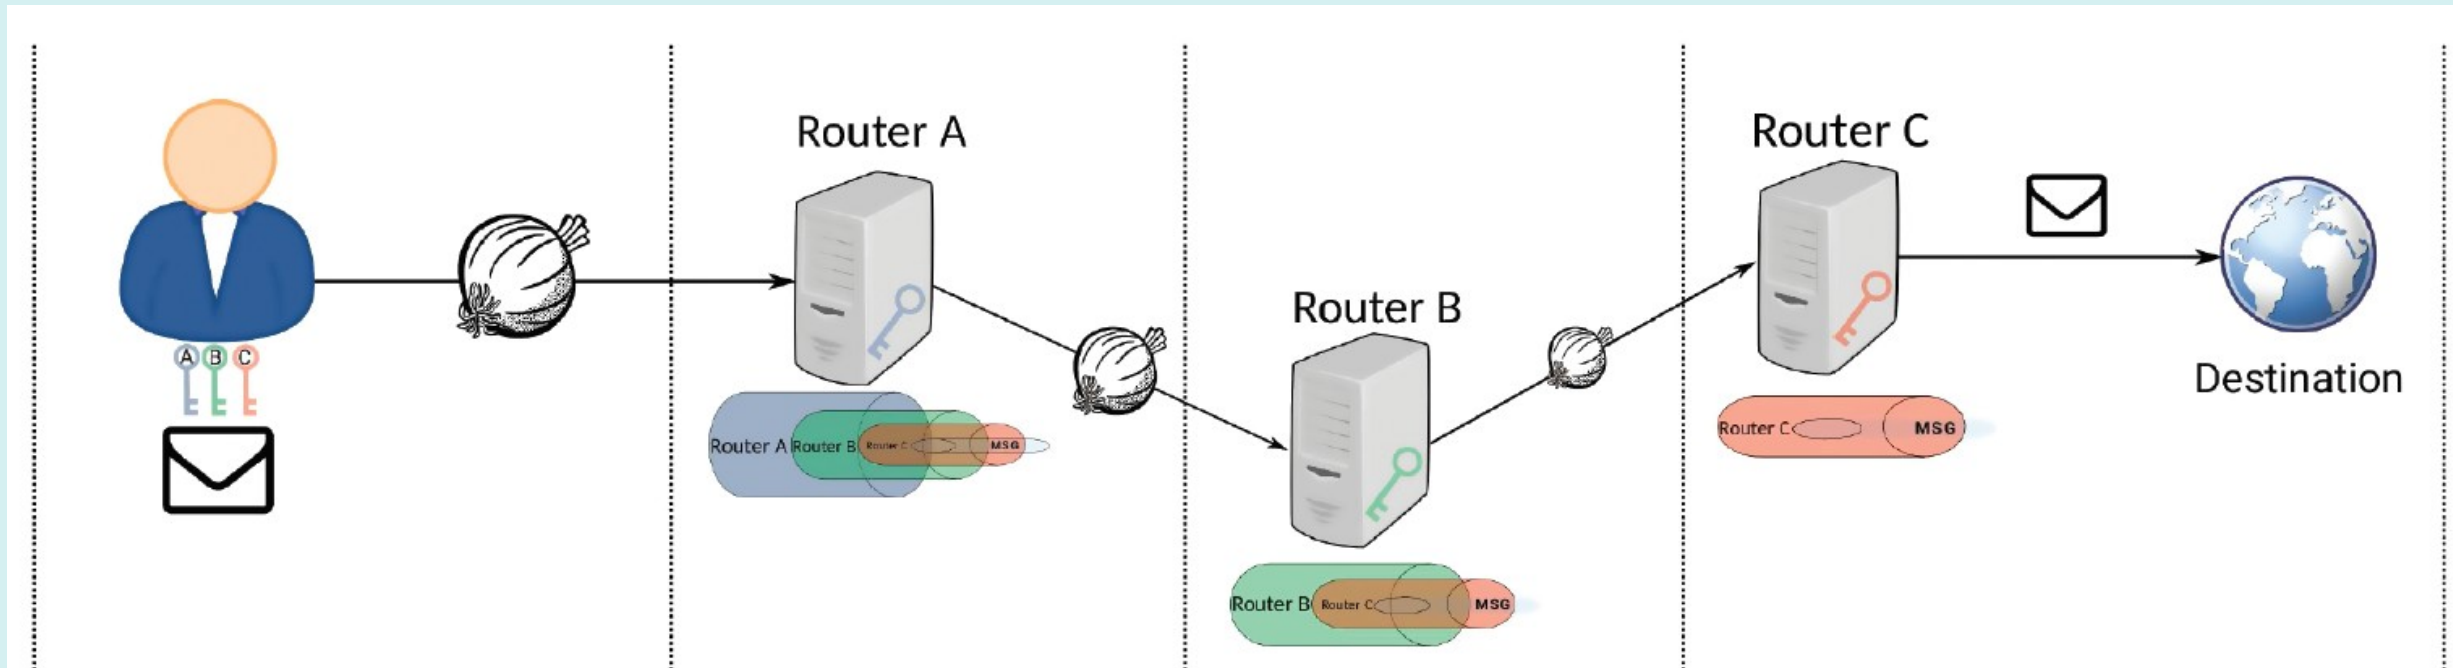 Router A
Router C
Router B
Destination
A B C
Router A Router B Router C MSG
Router C MSG
Router B Router C MSG